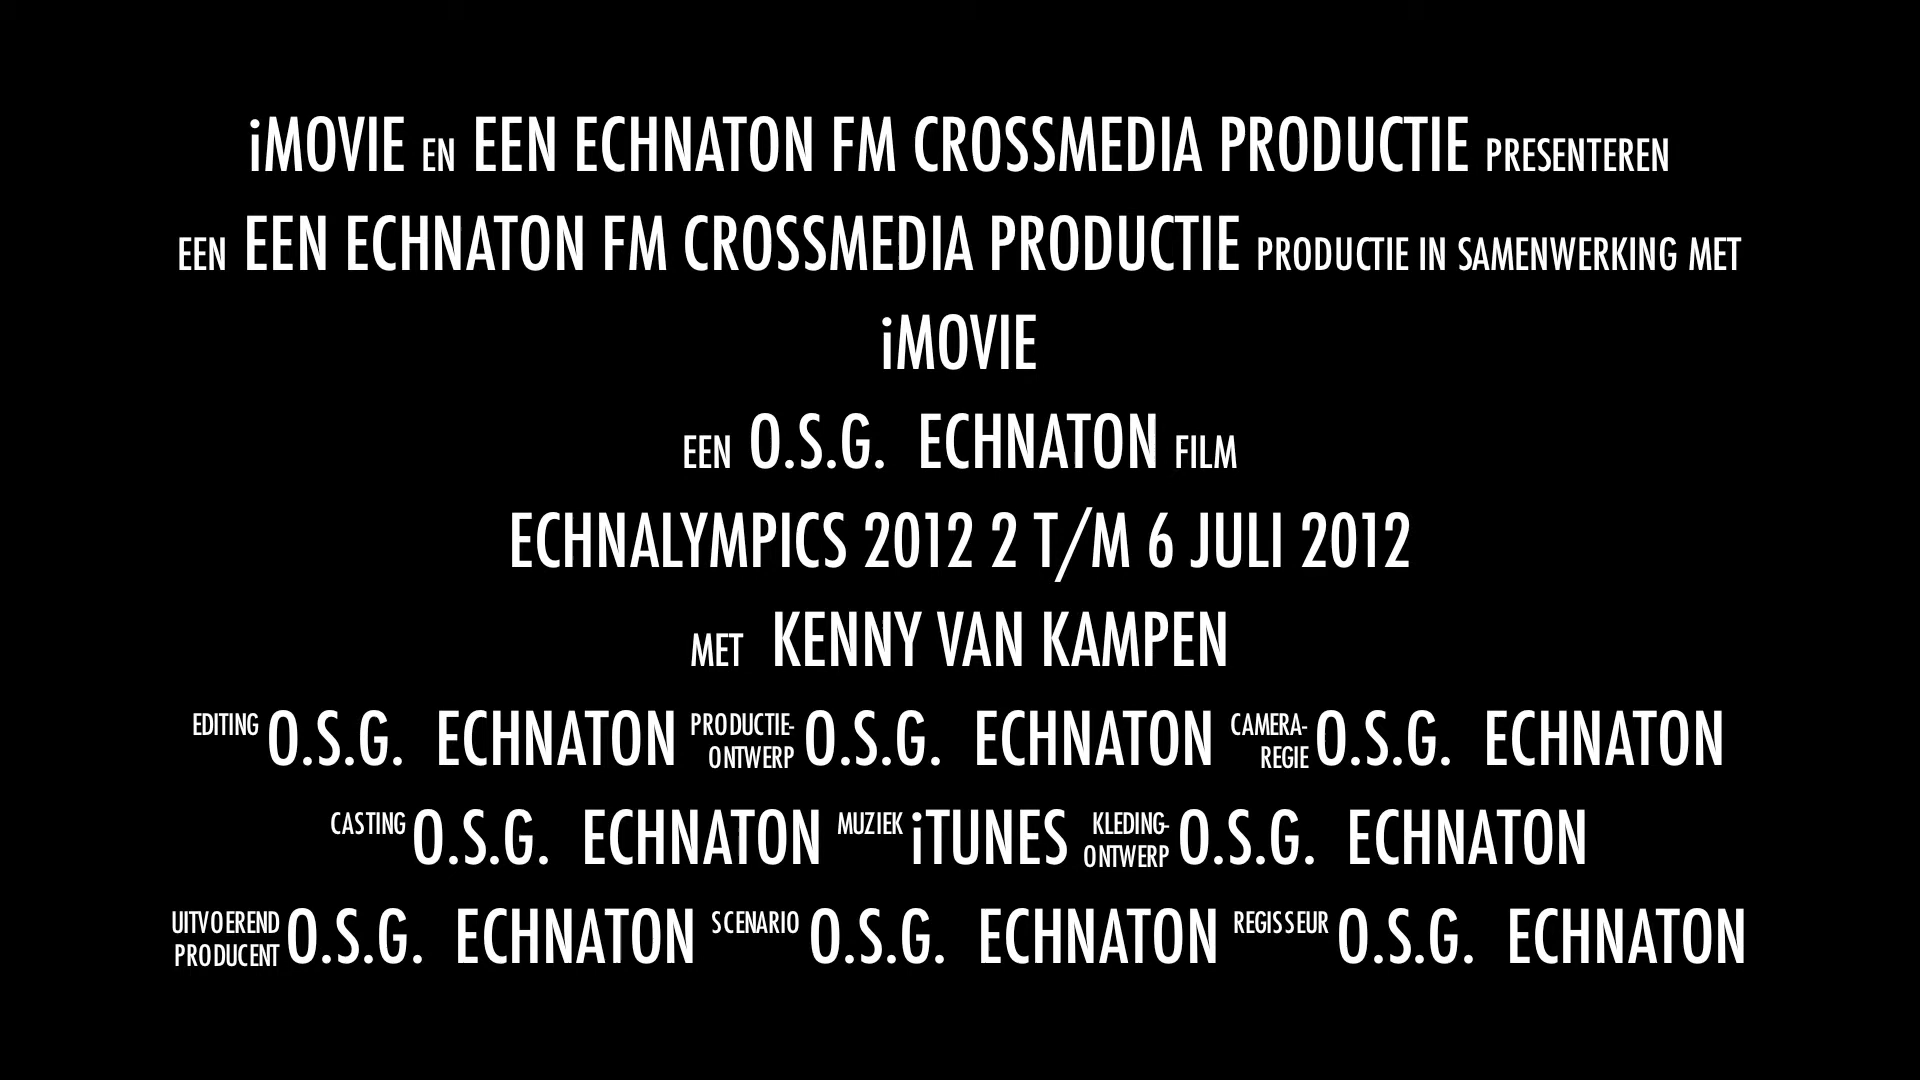 iMOVIE EN EEN ECHNATON FM CROSSMEDIA PRODUCTIE PRESENTEREN
EEN EEN ECHNATON FM CROSSMEDIA PRODUCTIE PRODUCTIE IN SAMENWERKING MET
iMOVIE
EEN O.S.G. ECHNATON FILM
ECHNALYMPICS 2012 2 T/M 6 JULI 2012
MET KENNY VAN KAMPEN
EDITING O.S.G. ECHNATON PRODUCTIE-ONTWERP O.S.G. ECHNATON CAMERA-REGIE O.S.G. ECHNATON
CASTING O.S.G. ECHNATON MUZIEK iTUNES KLEDING-ONTWERP O.S.G. ECHNATON
UITVOEREND PRODUCENT O.S.G. ECHNATON SCENARIO O.S.G. ECHNATON REGISSEUR O.S.G. ECHNATON